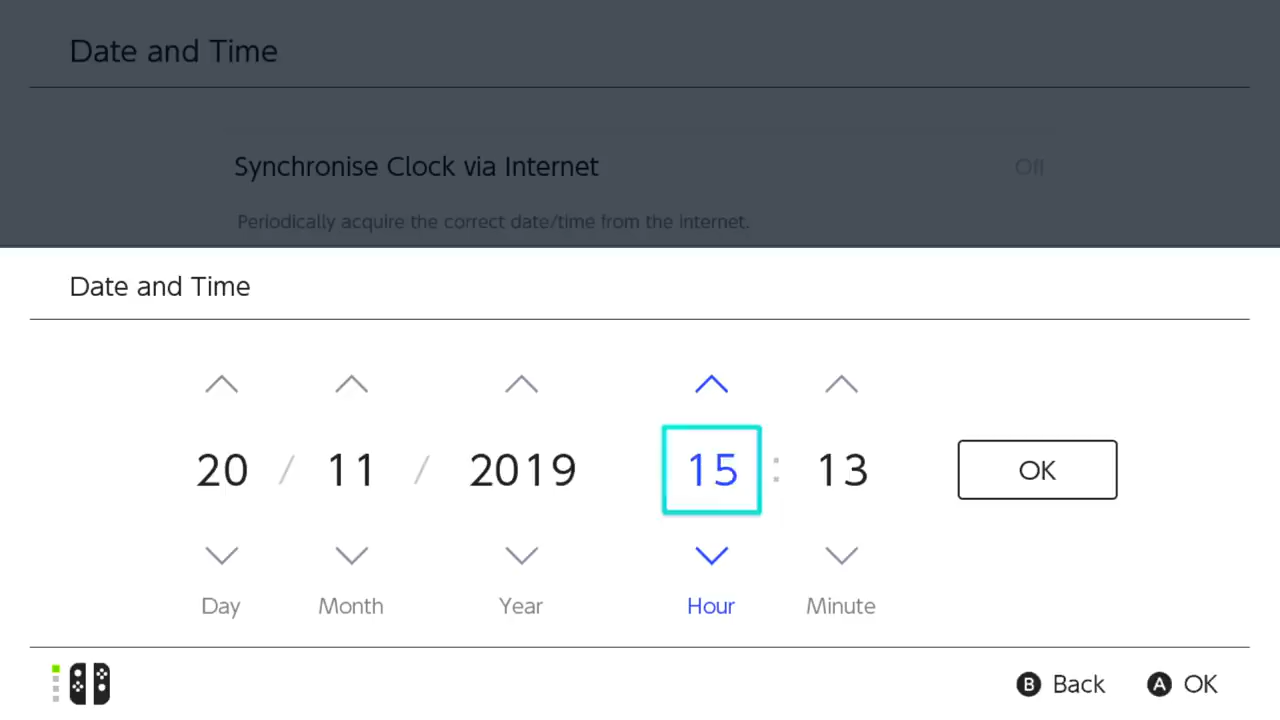 Date and Time
Synchronise Clock via Internet Off
Periodically acquire the correct date/time from the internet.
Date and Time
20 / 11 / 2019 15 : 13 OK
Day Month Year Hour Minute
B Back A OK